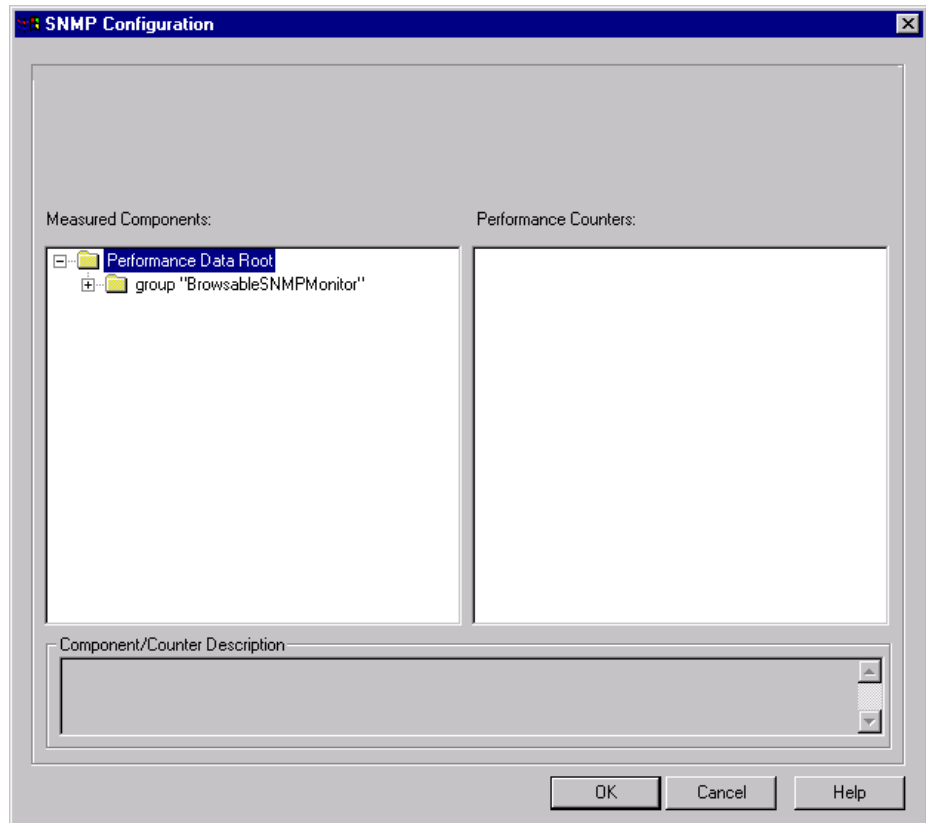 SNMP Configuration
Measured Components:
Performance Counters:
Performance Data Root
group "BrowsableSNMPMonitor"
Component/Counter Description
OK
Cancel
Help